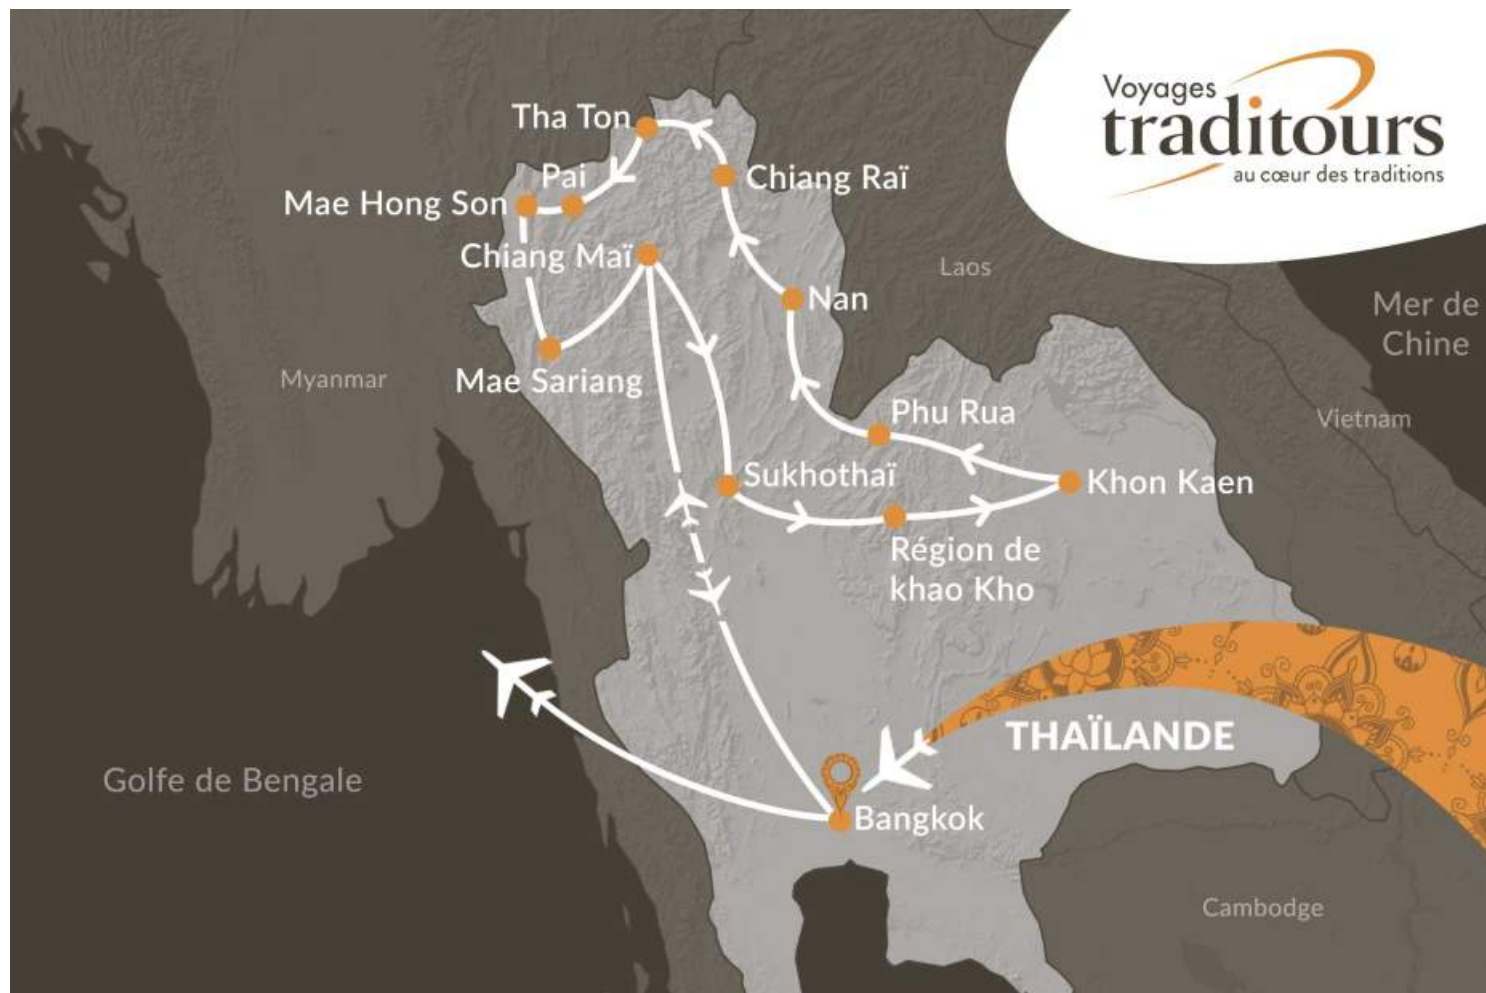 Voyages
traditours
au cœur des traditions
Tha Ton
Pai
Chiang Raï
Mae Hong Son
Chiang Maï
Laos
Nan
Mer de
Chine
Myanmar
Mae Sariang
Phu Rua
Vietnam
Sukhothaï
Khon Kaen
Région de
khao Kho
THAÏLANDE
Golfe de Bengale
Bangkok
Cambodge